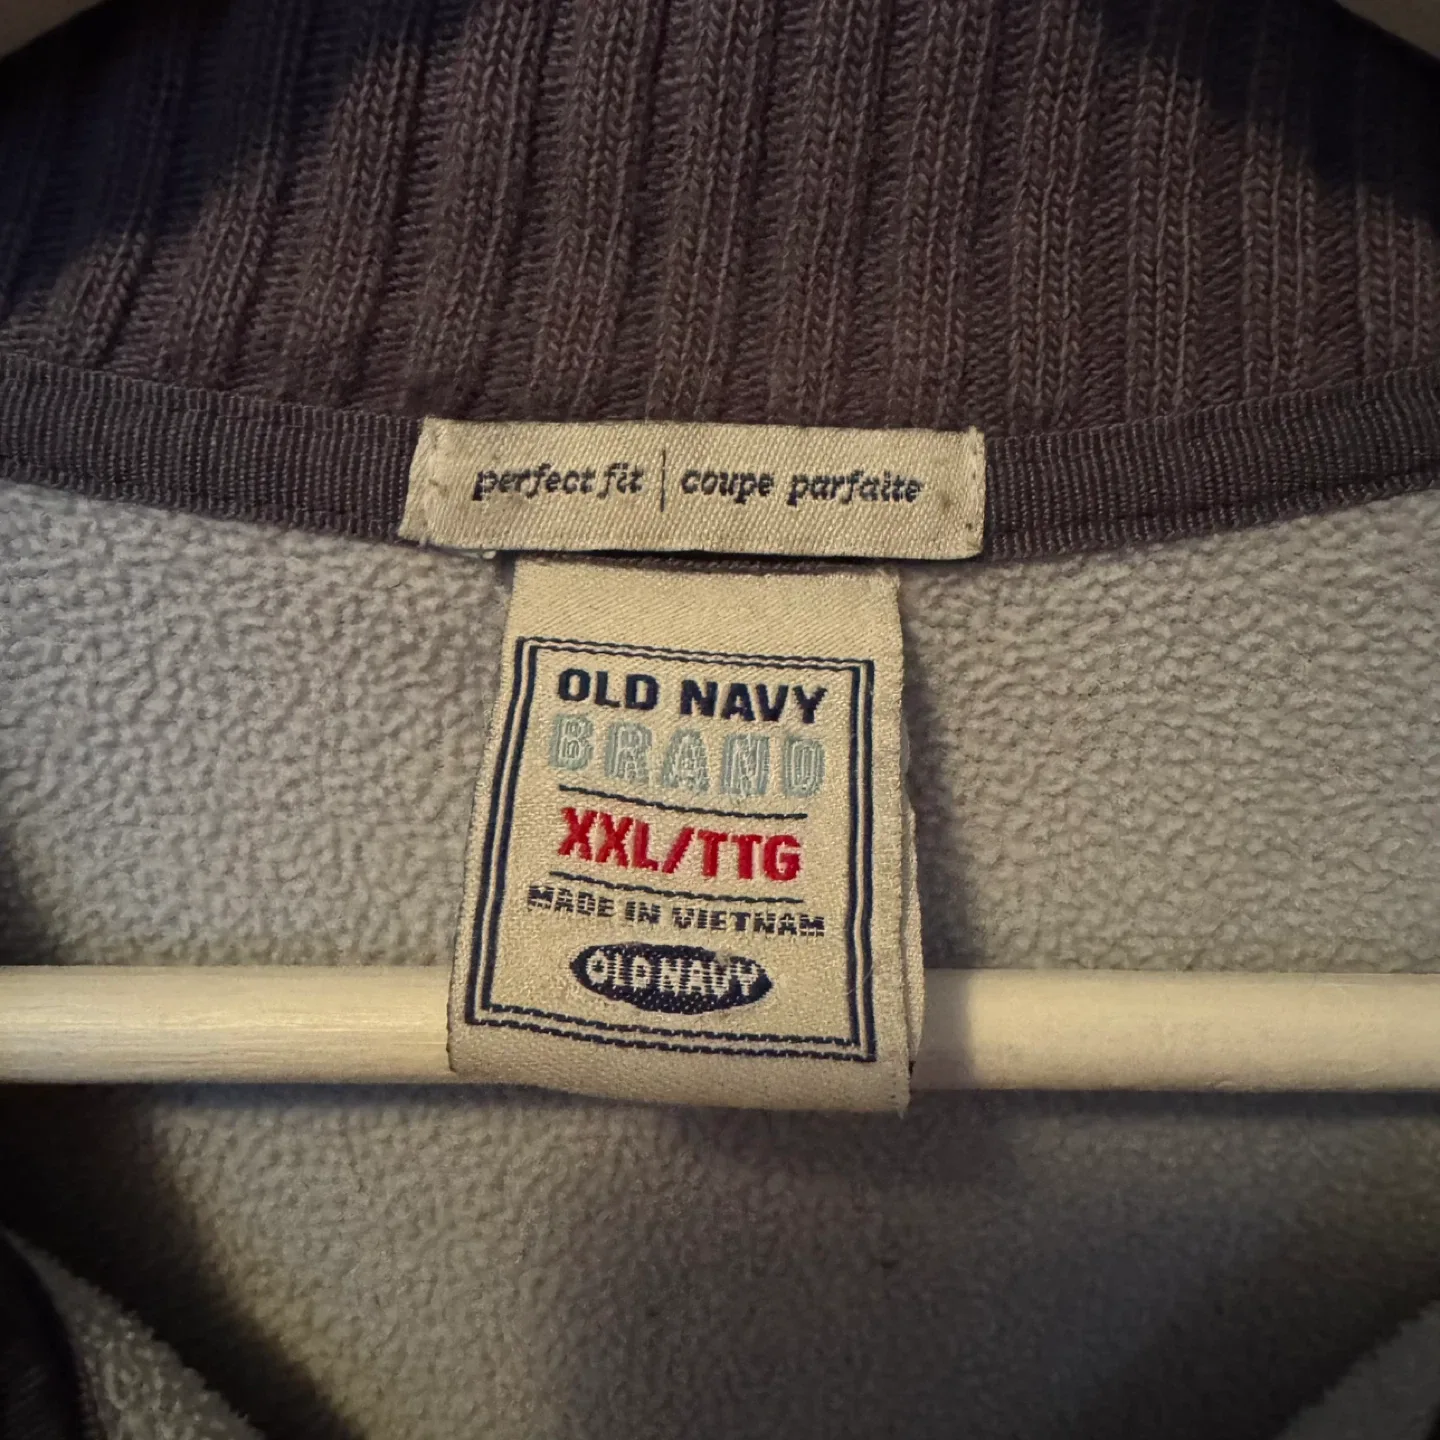 perfect fit | coupe parfaite
OLD NAVY
BRAND
XXL/TTG
MADE IN VIETNAM
OLD NAVY